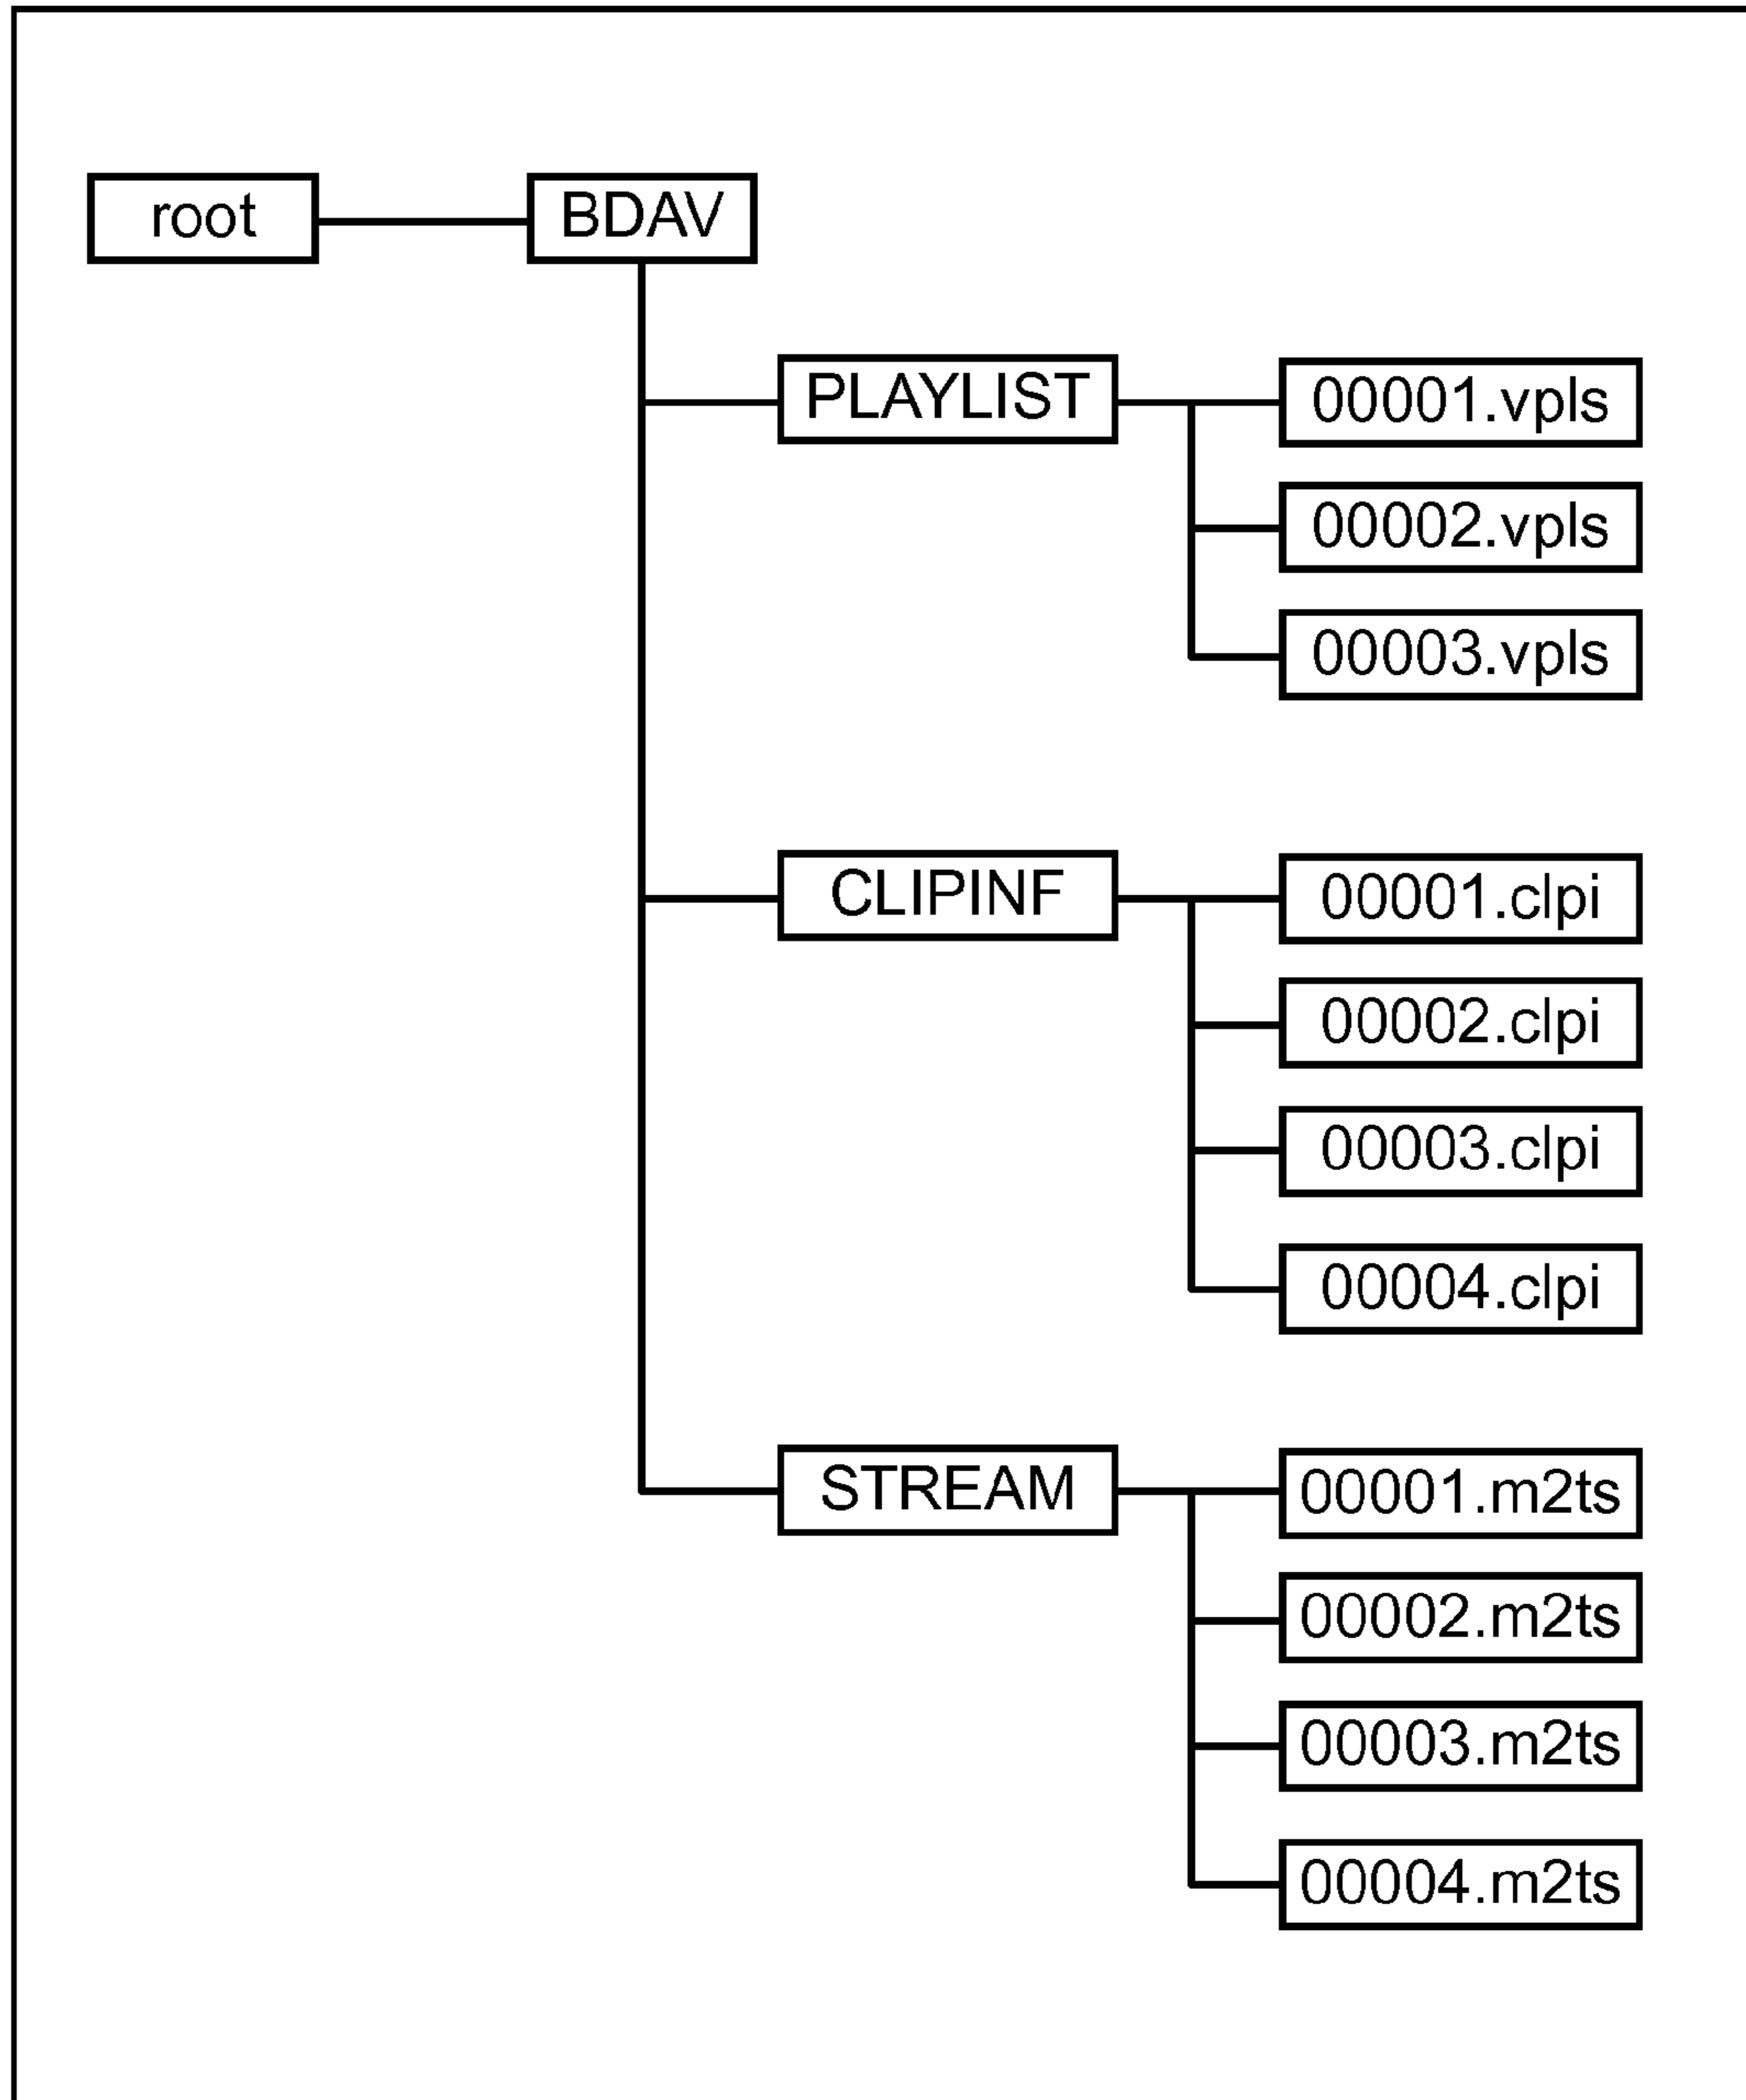 root
BDAV
PLAYLIST
00001.vpls
00002.vpls
00003.vpls
CLIPINF
00001.clpi
00002.clpi
00003.clpi
00004.clpi
STREAM
00001.m2ts
00002.m2ts
00003.m2ts
00004.m2ts